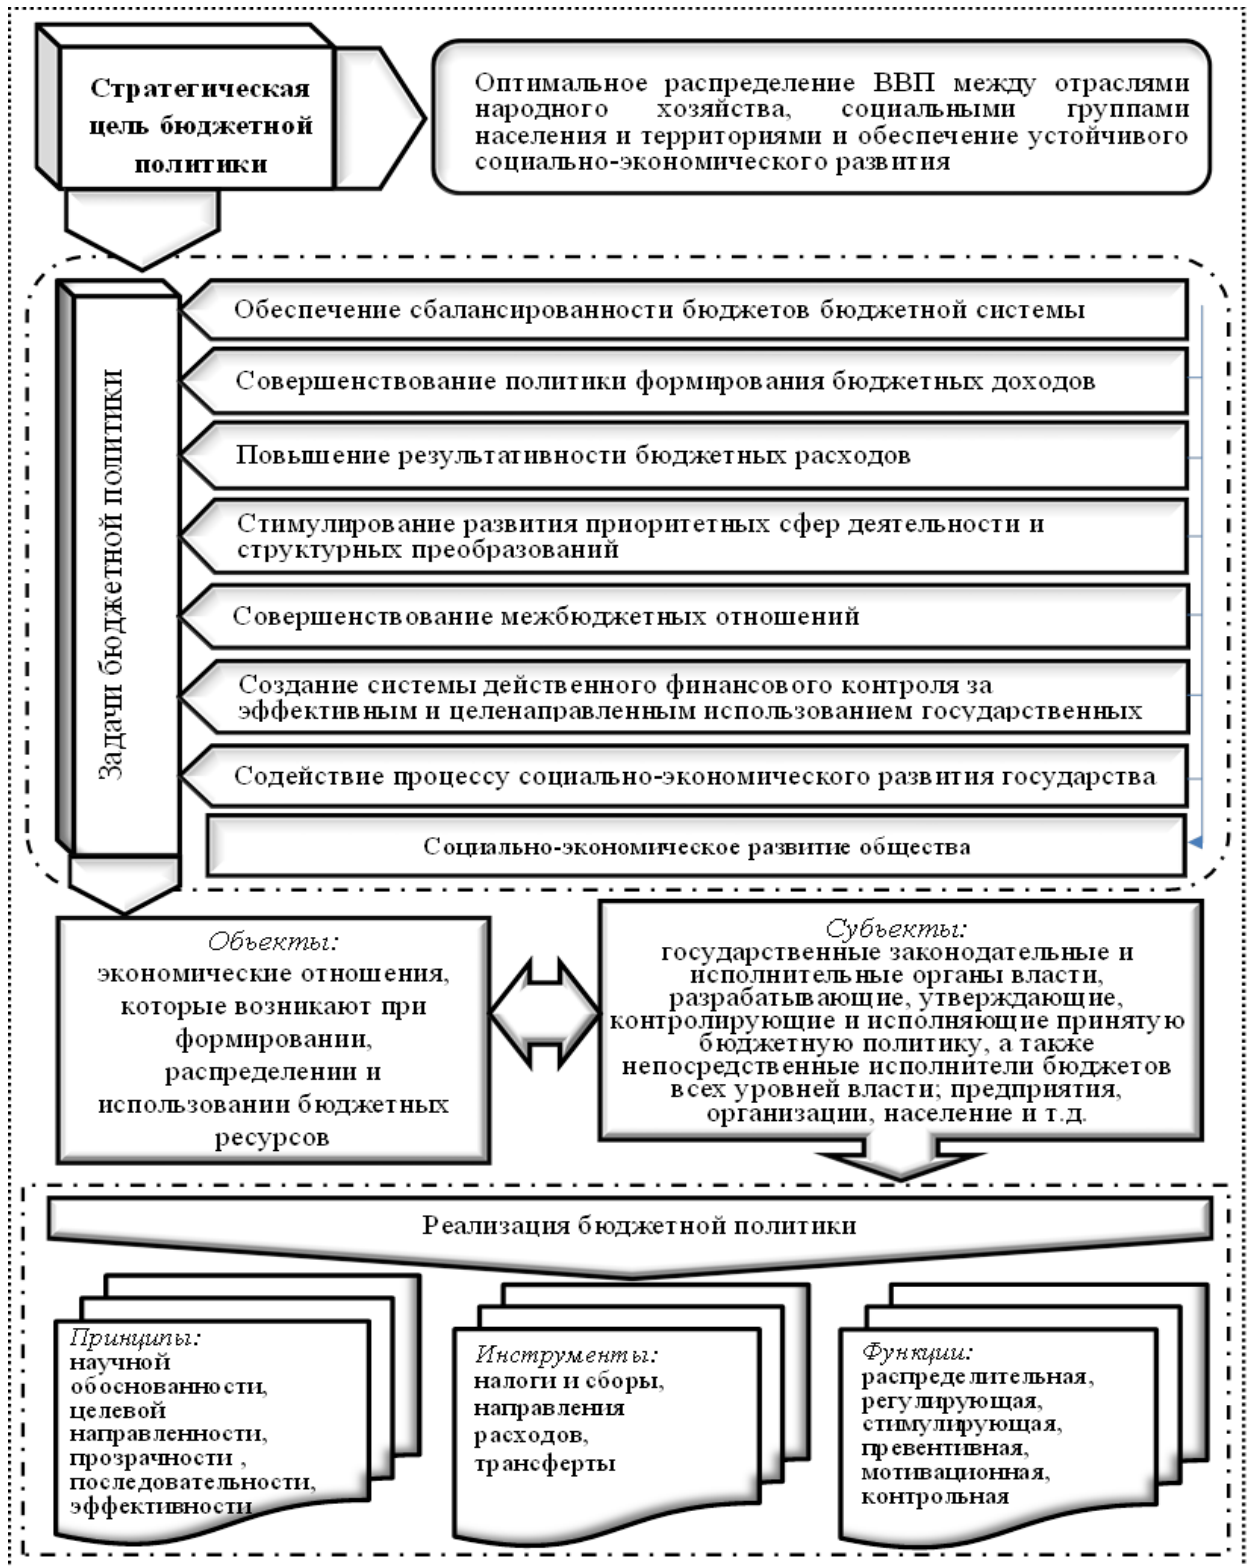 Стратегическая
цель бюджетной
политики
Оптимальное распределение ВВП между отраслями
народного хозяйства, социальными группами
населения и территориями и обеспечение устойчивого
социально-экономического развития
Задачи бюджетной политики
Обеспечение сбалансированности бюджетов бюджетной системы
Совершенствование политики формирования бюджетных доходов
Повышение результативности бюджетных расходов
Стимулирование развития приоритетных сфер деятельности и
структурных преобразований
Совершенствование межбюджетных отношений
Создание системы действенного финансового контроля за
эффективным и целенаправленным использованием государственных
Содействие процессу социально-экономического развития государства
Социально-экономическое развитие общества
Объекты:
экономические отношения,
которые возникают при
формировании,
распределении и
использовании бюджетных
ресурсов
Субъекты:
государственные законодательные и
исполнительные органы власти,
разрабатывающие, утверждающие,
контролирующие и исполняющие принятую
бюджетную политику, а также
непосредственные исполнители бюджетов
всех уровней власти; предприятия,
организации, население и т.д.
Реализация бюджетной политики
Принципы:
научной
обоснованности,
целевой
направленности,
прозрачности ,
последовательности,
эффективности
Инструменты:
налоги и сборы,
направления
расходов,
трансферты
Функции:
распределительная,
регулирующая,
стимулирующая,
превентивная,
мотивационная,
контрольная